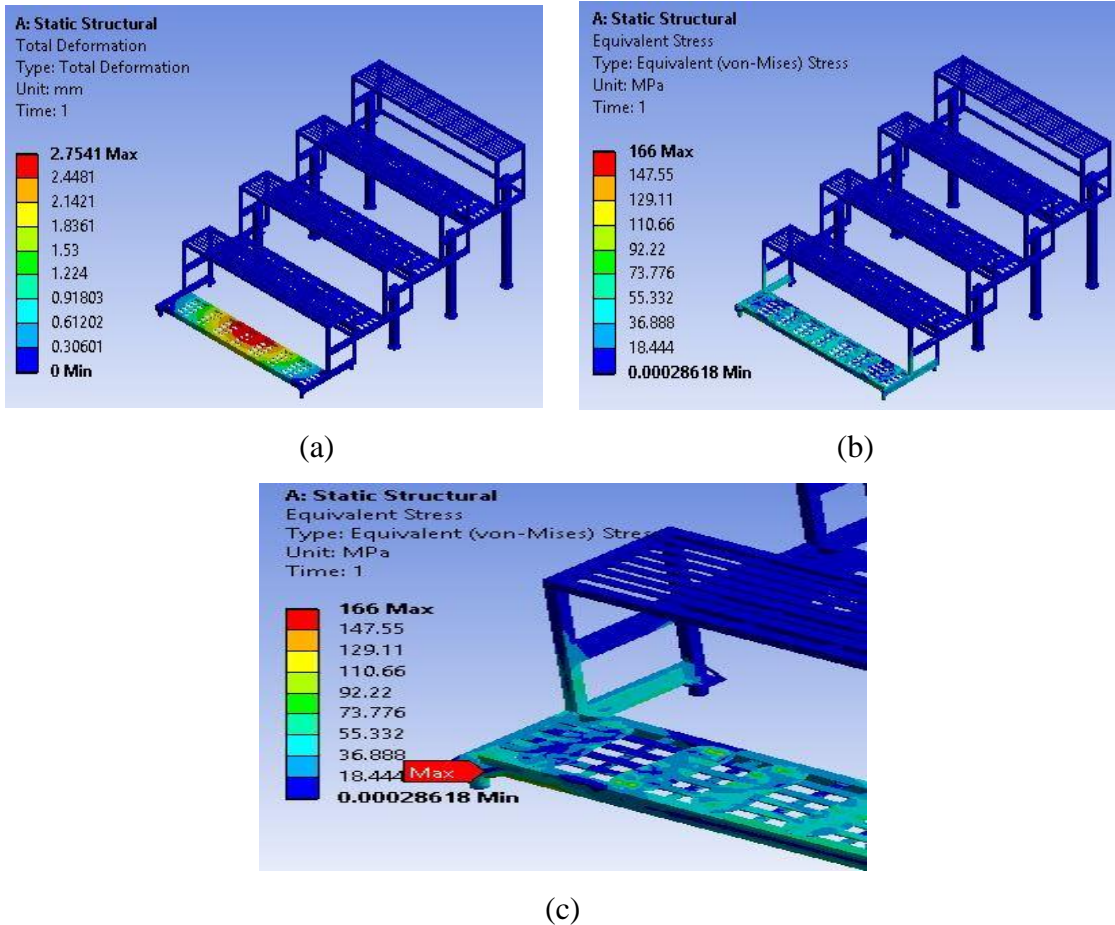 A: Static Structural
Total Deformation
Type: Total Deformation
Unit: mm
Time: 1
2.7541 Max
2.4481
2.1421
1.8361
1.53
1.224
0.91803
0.61202
0.30601
0 Min
(a)
A: Static Structural
Equivalent Stress
Type: Equivalent (von-Mises) Stress
Unit: MPa
Time: 1
166 Max
147.55
129.11
110.66
92.22
73.776
55.332
36.888
18.444
0.00028618 Min
(b)
A: Static Structural
Equivalent Stress
Type: Equivalent (von-Mises) Stress
Unit: MPa
Time: 1
166 Max
147.55
129.11
110.66
92.22
73.776
55.332
36.888
18.444
Max
0.00028618 Min
(c)